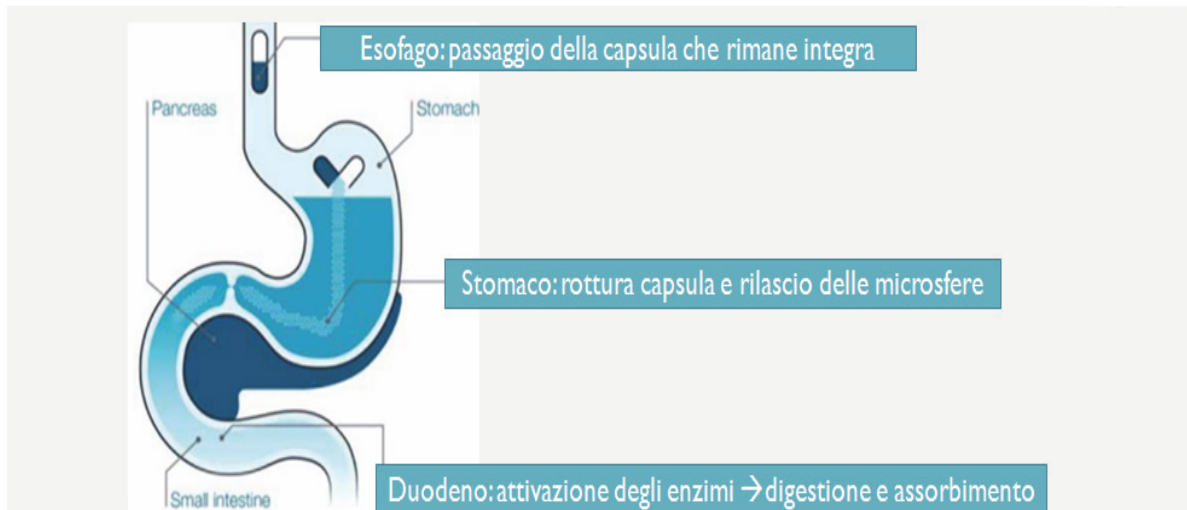 Esofago: passaggio della capsula che rimane integra
Pancreas
Stomach
Stomaco: rottura capsula e rilascio delle microsfere
Duodeno: attivazione degli enzimi → digestione e assorbimento
Small intestine